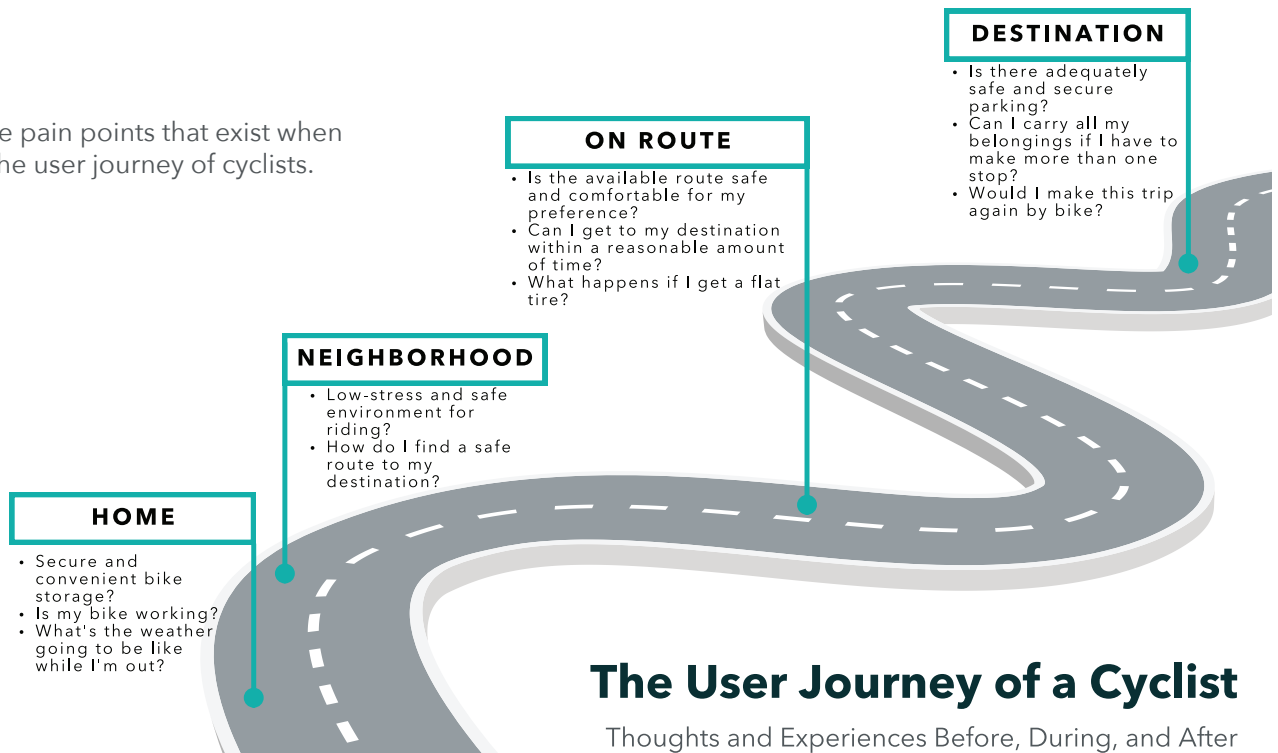 e pain points that exist when
he user journey of cyclists.
DESTINATION
• Is there adequately
safe and secure
parking?
• Can I carry all my
belongings if I have to
make more than one
stop?
• Would I make this trip
again by bike?
ON ROUTE
• Is the available route safe
and comfortable for my
preference?
• Can I get to my destination
within a reasonable amount
of time?
• What happens if I get a flat
tire?
NEIGHBORHOOD
• Low-stress and safe
environment for
riding?
• How do I find a safe
route to my
destination?
HOME
• Secure and
convenient bike
storage?
• Is my bike working?
• What's the weather
going to be like
while I'm out?
The User Journey of a Cyclist
Thoughts and Experiences Before, During, and After